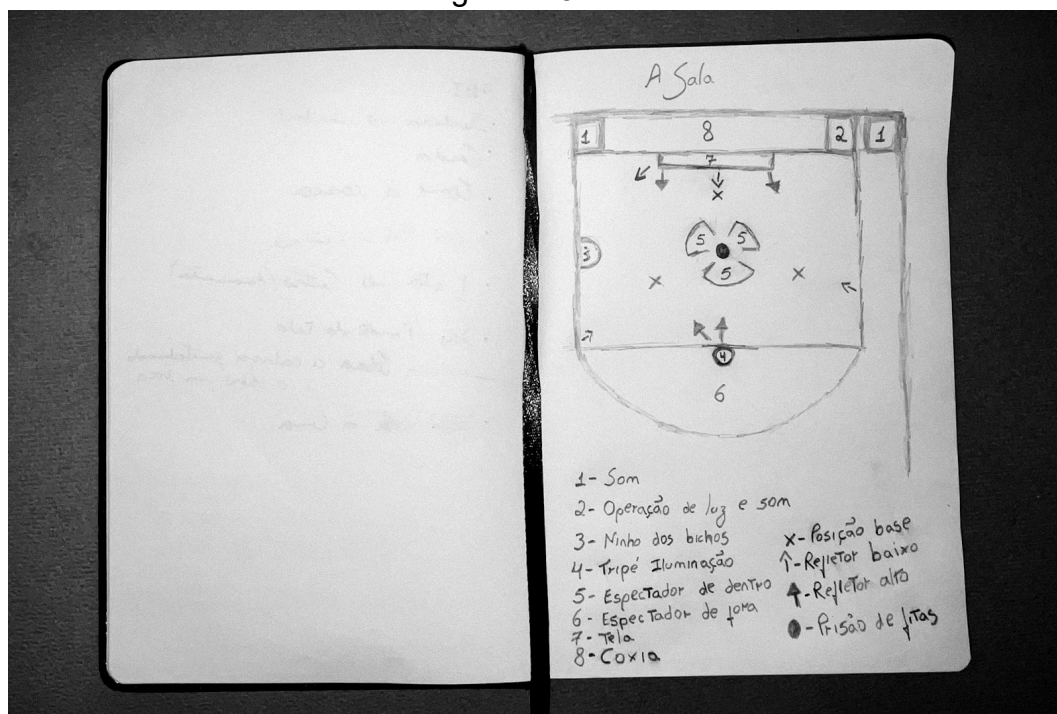 A Sala
1 8 2 1
7
x
5 5
3 5
x x
4
6
1- Som
2- Operação de luz e som
3- Ninho dos bichos
4- Tripé Iluminação
5- Espectador de dentro
6- Espectador de fora
7- Tela
8- Coxia
x- Posição base
↑- Refletor baixo
↑- Refletor alto
●- Prisão de fitas